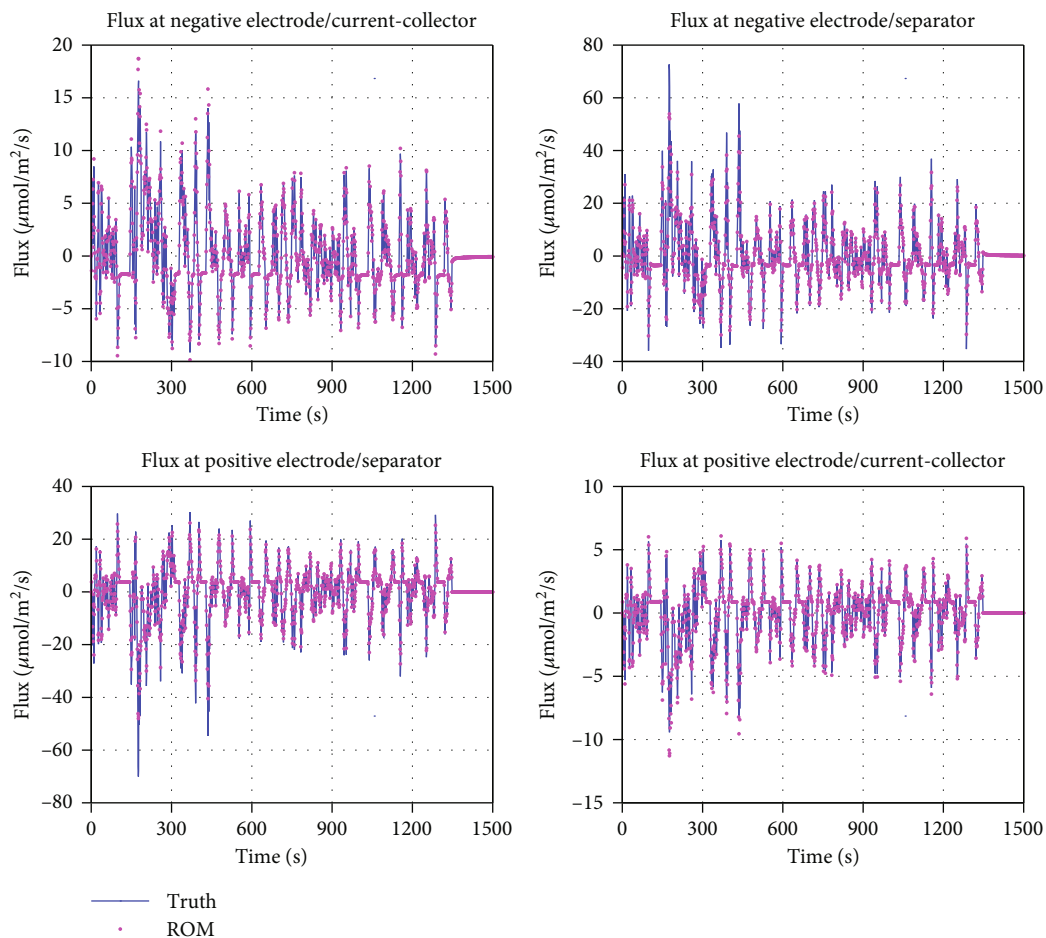 Flux at negative electrode/current-collector
Flux (μmol/m²/s)
20
15
10
5
0
−5
−10
0 300 600 900 1200 1500
Time (s)
Flux at negative electrode/separator
Flux (μmol/m²/s)
80
60
40
20
0
−20
−40
0 300 600 900 1200 1500
Time (s)
Flux at positive electrode/separator
Flux (μmol/m²/s)
40
20
0
−20
−40
−60
−80
0 300 600 900 1200 1500
Time (s)
Flux at positive electrode/current-collector
Flux (μmol/m²/s)
10
5
0
−5
−10
−15
0 300 600 900 1200 1500
Time (s)
Truth
ROM